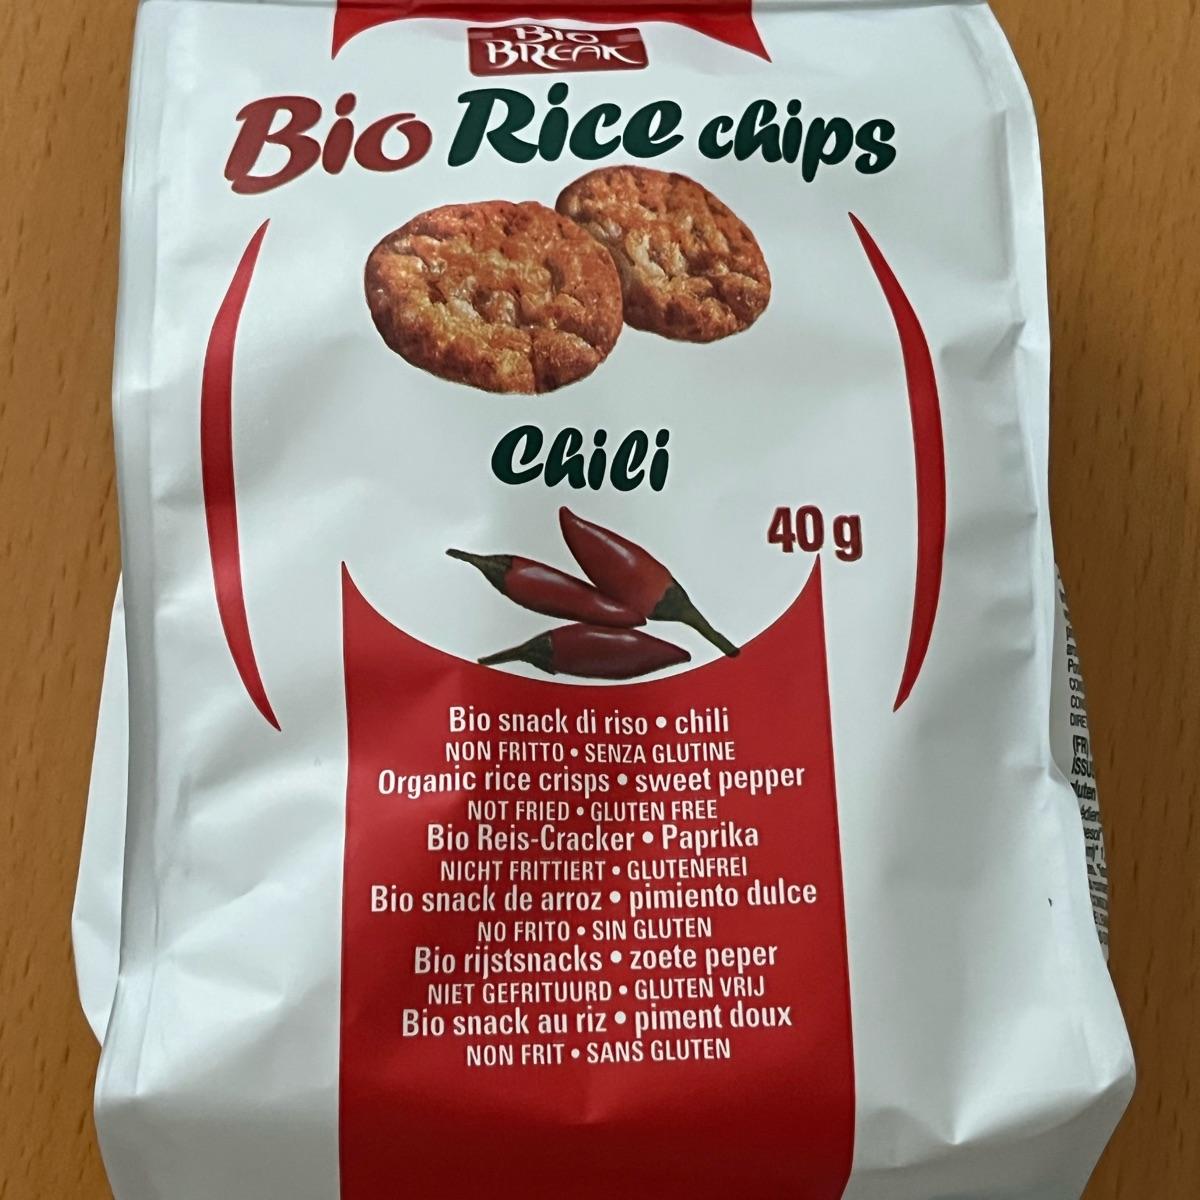 BIO
BREAK
Bio Rice chips
Chili
40 g
Bio snack di riso • chili
NON FRITTO • SENZA GLUTINE
Organic rice crisps • sweet pepper
NOT FRIED • GLUTEN FREE
Bio Reis-Cracker • Paprika
NICHT FRITTIERT • GLUTENFREI
Bio snack de arroz • pimiento dulce
NO FRITO • SIN GLUTEN
Bio rijstsnacks • zoete peper
NIET GEFRITUURD • GLUTEN VRIJ
Bio snack au riz • piment doux
NON FRIT • SANS GLUTEN
(FR)